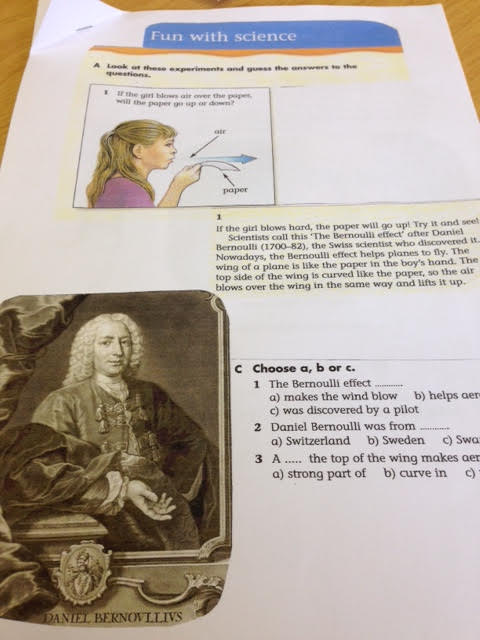 Fun with science
A Look at these experiments and guess the answers to the
questions.
1 If the girl blows air over the paper,
will the paper go up or down?
air
paper
1
If the girl blows hard, the paper will go up! Try it and see!
Scientists call this 'The Bernoulli effect' after Daniel
Bernoulli (1700–82), the Swiss scientist who discovered it.
Nowadays, the Bernoulli effect helps planes to fly. The
wing of a plane is like the paper in the boy's hand. The
top side of the wing is curved like the paper, so the air
blows over the wing in the same way and lifts it up.
C Choose a, b or c.
1 The Bernoulli effect ...........
a) makes the wind blow b) helps aer
c) was discovered by a pilot
2 Daniel Bernoulli was from ............
a) Switzerland b) Sweden c) Swa
3 A ..... the top of the wing makes aer
a) strong part of b) curve in c)
DANIEL BERNOVLLIVS